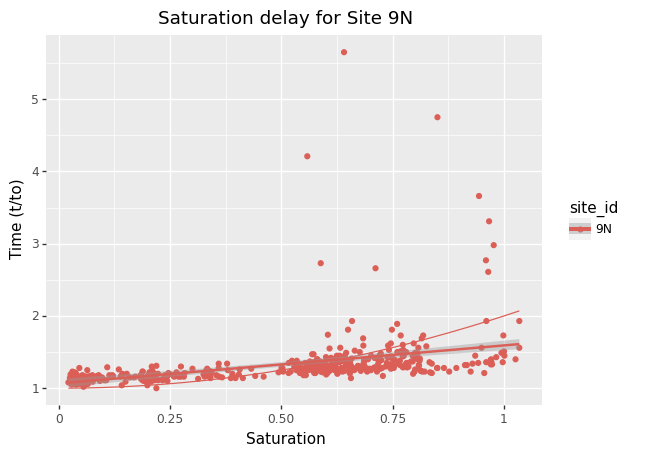 Saturation delay for Site 9N
Time (t/to)
5
4
3
2
1
0
0.25
0.50
0.75
1
Saturation
site_id
9N